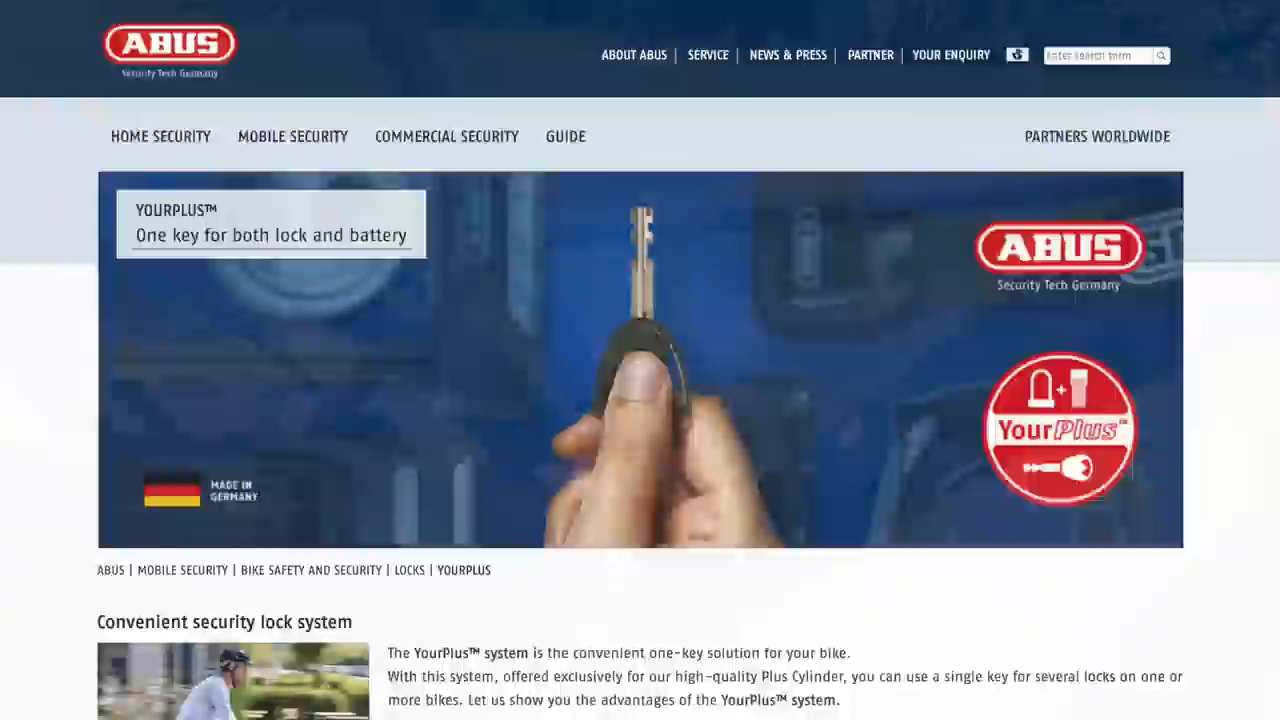 ABUS
Security Tech Germany
ABOUT ABUS | SERVICE | NEWS & PRESS | PARTNER | YOUR ENQUIRY
Enter search term
HOME SECURITY MOBILE SECURITY COMMERCIAL SECURITY GUIDE PARTNERS WORLDWIDE
YOURPLUS™
One key for both lock and battery
ABUS
Security Tech Germany
YourPlus™
MADE IN
GERMANY
ABUS | MOBILE SECURITY | BIKE SAFETY AND SECURITY | LOCKS | YOURPLUS
Convenient security lock system
The YourPlus™ system is the convenient one-key solution for your bike.
With this system, offered exclusively for our high-quality Plus Cylinder, you can use a single key for several locks on one or
more bikes. Let us show you the advantages of the YourPlus™ system.